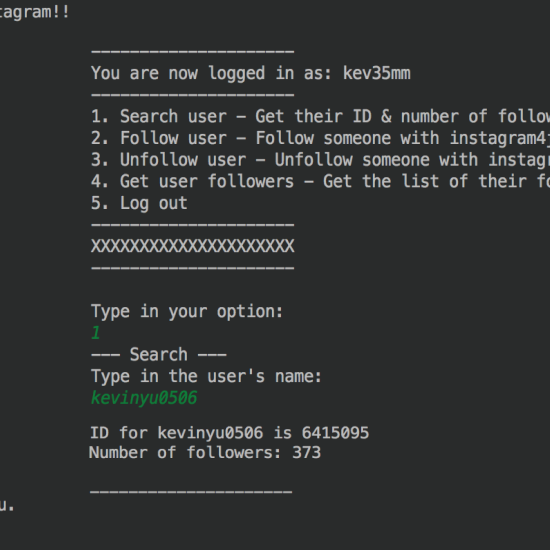 tagram!!
---------------------
You are now logged in as: kev35mm
---------------------
1. Search user - Get their ID & number of follow
2. Follow user - Follow someone with instagram4j
3. Unfollow user - Unfollow someone with instagr
4. Get user followers - Get the list of their fo
5. Log out
---------------------
XXXXXXXXXXXXXXXXXXXXX
---------------------
Type in your option:
1
--- Search ---
Type in the user's name:
kevinyu0506
ID for kevinyu0506 is 6415095
Number of followers: 373
---------------------
u.